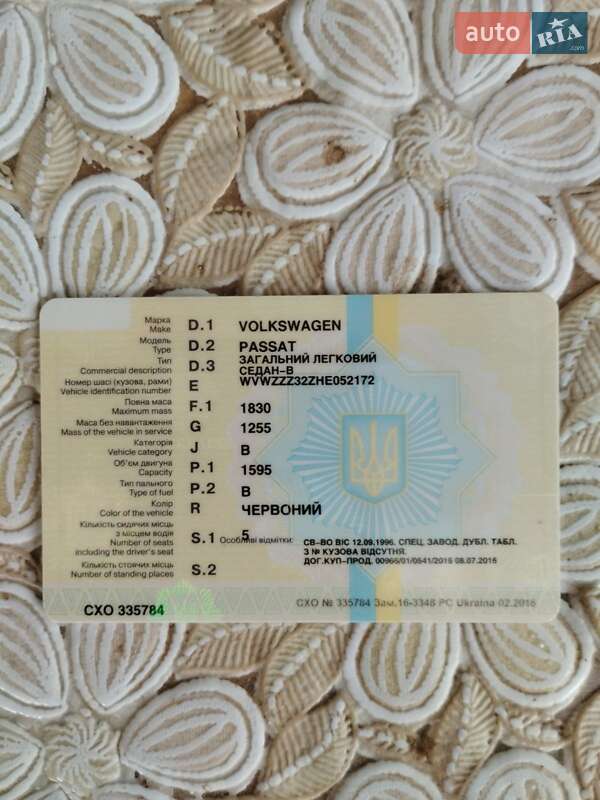 auto RIA.com
Марка D.1 VOLKSWAGEN
Make
Модель D.2 PASSAT
Type
Тип D.3 ЗАГАЛЬНИЙ ЛЕГКОВИЙ
Commercial description СЕДАН-В
Номер шасі (кузова, рами) E WVWZZZ32ZHE052172
Vehicle identification number
Повна маса F.1 1830
Maximum mass
Маса без навантаження G 1255
Mass of the vehicle in service
Категорія J B
Vehicle category
Об'єм двигуна P.1 1595
Capacity
Тип пального P.2 B
Type of fuel
Колір R ЧЕРВОНИЙ
Color of the vehicle
Кількість сидячих місць
з місцем водія S.1 5 Особливі відмітки: СВ-ВО ВІС 12.09.1996. СПЕЦ. ЗАВОД. ДУБЛ. ТАБЛ.
Number of seats З № КУЗОВА ВІДСУТНЯ.
including the driver's seat ДОГ.КУП-ПРОД. 00965/01/0541/2016 08.07.2016
Кількість стоячих місць S.2
Number of standing places
СХО 335784 СХО № 335784 Зам.16-3348 РС Ukraina 02.2016